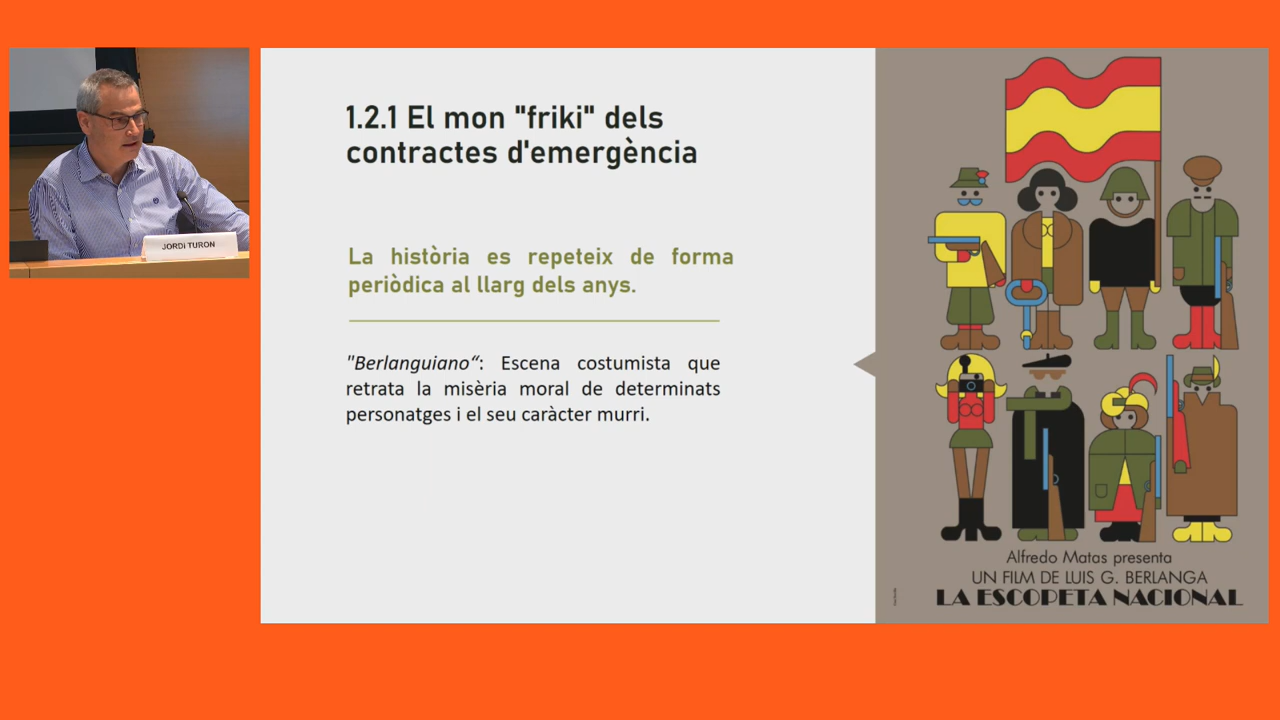 JORDI TURON
1.2.1 El mon "friki" dels
contractes d'emergència
La història es repeteix de forma
periòdica al llarg dels anys.
"Berlanguiano“: Escena costumista que
retrata la misèria moral de determinats
personatges i el seu caràcter murri.
Alfredo Matas presenta
UN FILM DE LUIS G. BERLANGA
LA ESCOPETA NACIONAL